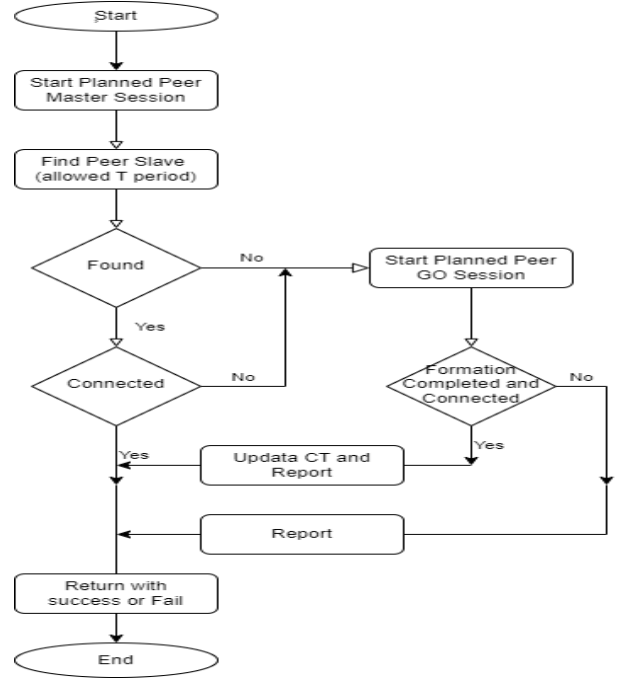 Start
Start Planned Peer
Master Session
Find Peer Slave
(allowed T period)
Found
No
Start Planned Peer
GO Session
Yes
Connected
No
Formation
Completed and
Connected
No
Yes
Updata CT and
Report
Yes
Report
Return with
success or Fail
End